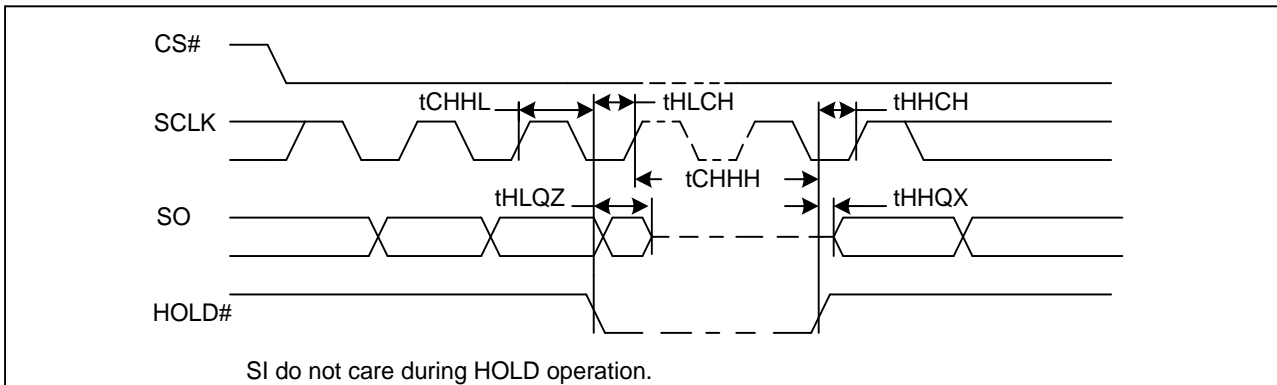 CS#
tCHHL
tHLCH
tHHCH
SCLK
tCHHH
tHLQZ
tHHQX
SO
HOLD#
SI do not care during HOLD operation.